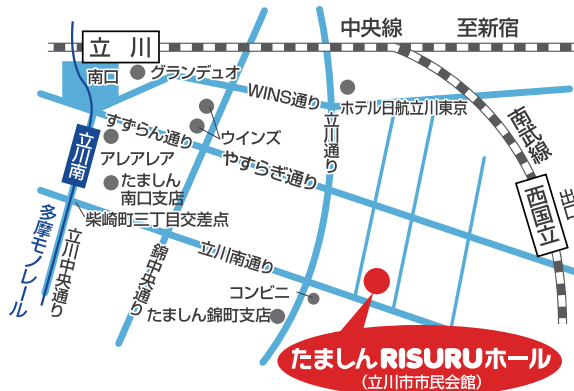 中央線
至新宿
立川
南口
グランデュオ
WINS通り
ホテル日航立川東京
南武線
すずらん通り
ウインズ
立川通り
立川南
アレアレア
やすらぎ通り
たましん
南口支店
西国立
出口
柴崎町三丁目交差点
多摩モノレール
立川中央通り
錦中央通り
立川南通り
コンビニ
たましん錦町支店
たましんRISURUホール
(立川市市民会館)